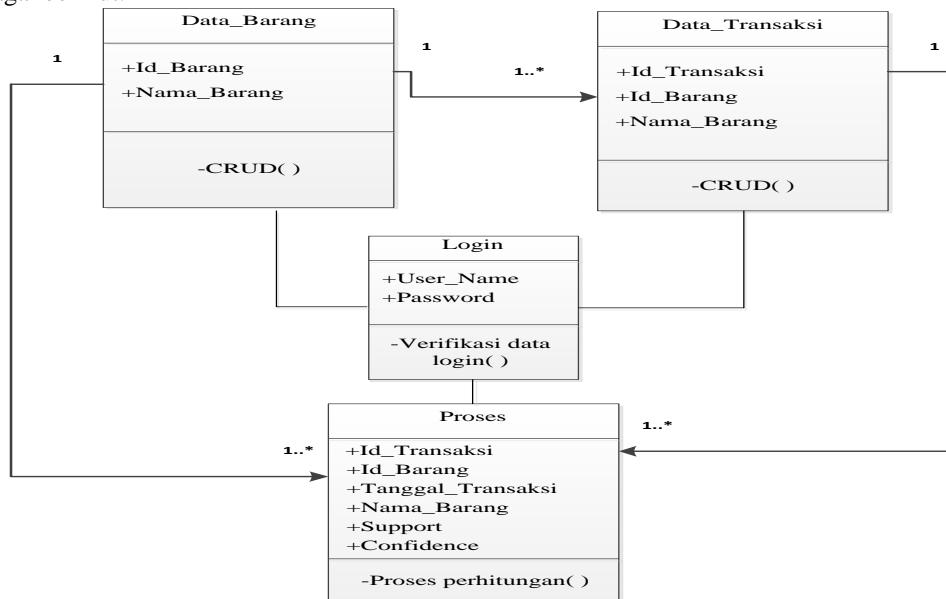 Data_Barang
Data_Transaksi
1
1
1
1..*
+Id_Barang
+Nama_Barang
+Id_Transaksi
+Id_Barang
+Nama_Barang
-CRUD( )
-CRUD( )
Login
+User_Name
+Password
-Verifikasi data
login( )
Proses
1..*
1..*
+Id_Transaksi
+Id_Barang
+Tanggal_Transaksi
+Nama_Barang
+Support
+Confidence
-Proses perhitungan( )